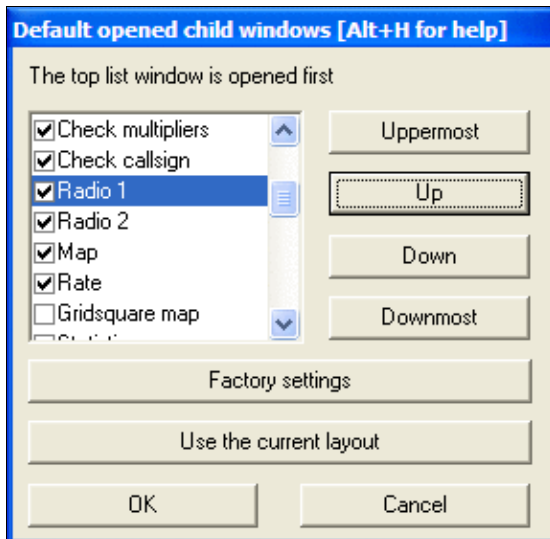 Default opened child windows [Alt+H for help]
The top list window is opened first
Check multipliers
Check callsign
Radio 1
Radio 2
Map
Rate
Gridsquare map
Uppermost
Up
Down
Downmost
Factory settings
Use the current layout
OK
Cancel